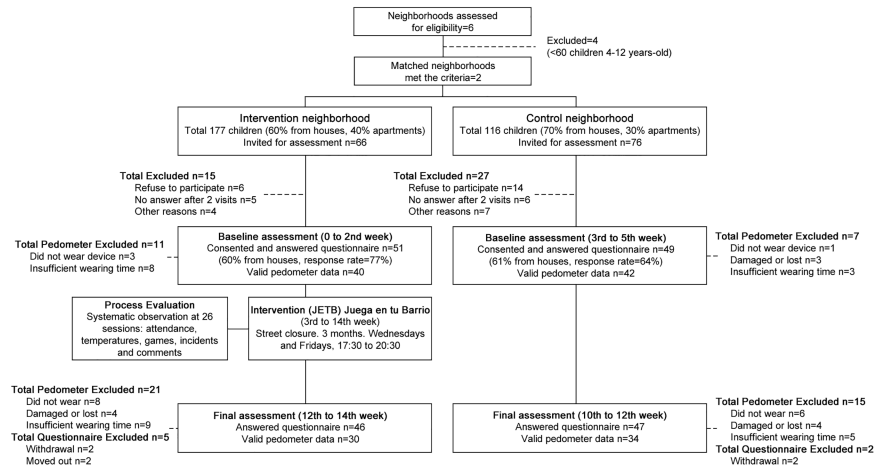 Neighborhoods assessed
for eligibility=6
Excluded=4
(<60 children 4-12 years-old)
Matched neighborhoods
met the criteria=2
Intervention neighborhood
Total 177 children (60% from houses, 40% apartments)
Invited for assessment n=66
Control neighborhood
Total 116 children (70% from houses, 30% apartments)
Invited for assessment n=76
Total Excluded n=15
Refuse to participate n=6
No answer after 2 visits n=5
Other reasons n=4
Total Excluded n=27
Refuse to participate n=14
No answer after 2 visits n=6
Other reasons n=7
Total Pedometer Excluded n=11
Did not wear device n=3
Insufficient wearing time n=8
Baseline assessment (0 to 2nd week)
Consented and answered questionnaire n=51
(60% from houses, response rate=77%)
Valid pedometer data n=40
Baseline assessment (3rd to 5th week)
Consented and answered questionnaire n=49
(61% from houses, response rate=64%)
Valid pedometer data n=42
Total Pedometer Excluded n=7
Did not wear device n=1
Damaged or lost n=3
Insufficient wearing time n=3
Process Evaluation
Systematic observation at 26
sessions: attendance,
temperatures, games, incidents
and comments
Intervention (JETB) Juega en tu Barrio
(3rd to 14th week)
Street closure. 3 months. Wednesdays
and Fridays, 17:30 to 20:30
Total Pedometer Excluded n=21
Did not wear n=8
Damaged or lost n=4
Insufficient wearing time n=9
Total Questionnaire Excluded n=5
Withdrawal n=2
Moved out n=2
Final assessment (12th to 14th week)
Answered questionnaire n=46
Valid pedometer data n=30
Final assessment (10th to 12th week)
Answered questionnaire n=47
Valid pedometer data n=34
Total Pedometer Excluded n=15
Did not wear n=6
Damaged or lost n=4
Insufficient wearing time n=5
Total Questionnaire Excluded n=2
Withdrawal n=2